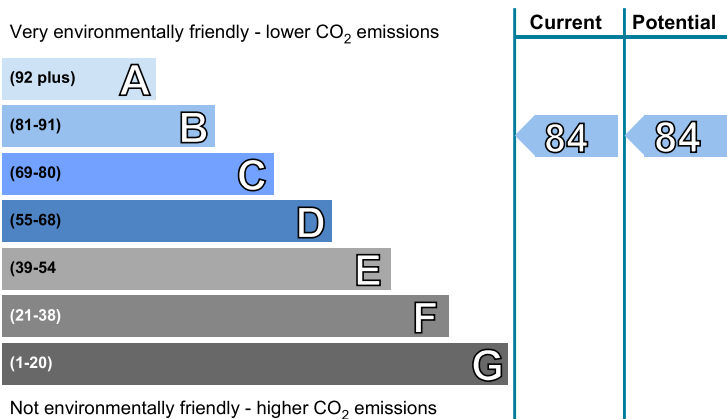 Very environmentally friendly - lower CO2 emissions
Current
Potential
(92 plus) A
(81-91) B
84
84
(69-80) C
(55-68) D
(39-54 E
(21-38) F
(1-20) G
Not environmentally friendly - higher CO2 emissions